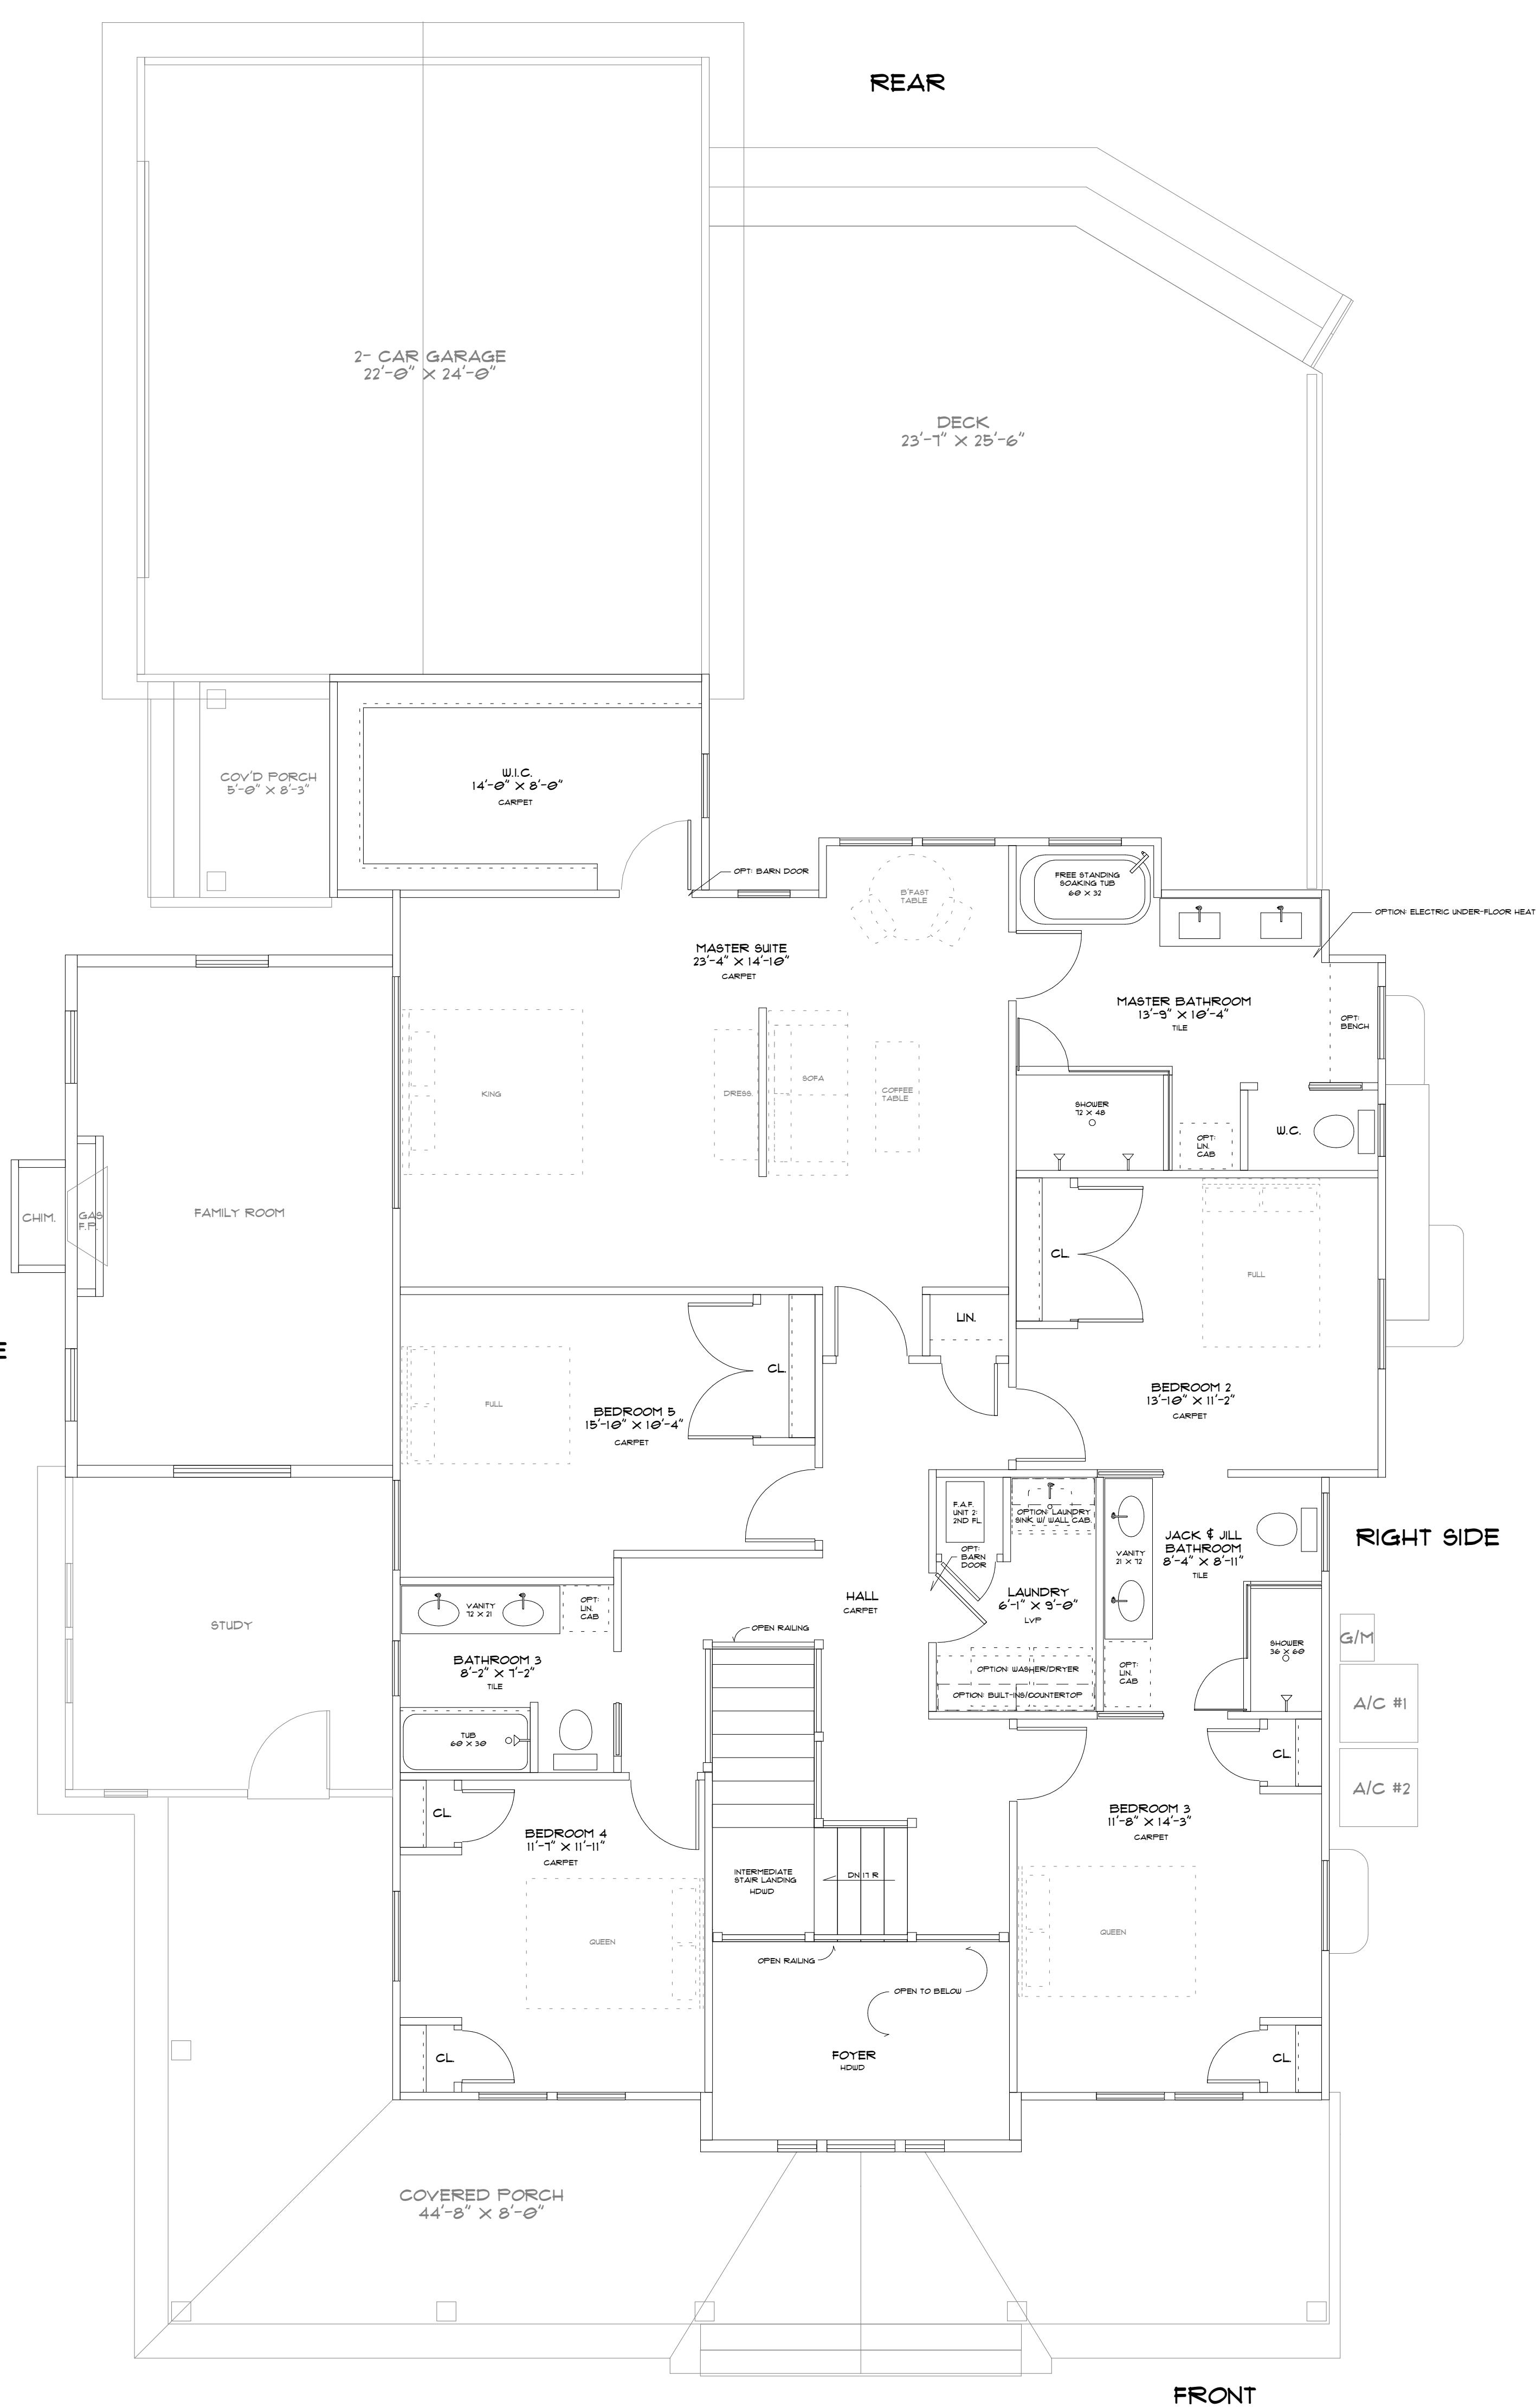 REAR
2- CAR GARAGE
22'-0" X 24'-0"
DECK
23'-7" X 25'-6"
COV'D PORCH
5'-0" X 8'-3"
W.I.C.
14'-0" X 8'-0"
CARPET
OPT: BARN DOOR
B'FAST
TABLE
FREE STANDING
SOAKING TUB
60 X 32
OPTION: ELECTRIC UNDER-FLOOR HEAT
MASTER SUITE
23'-4" X 14'-10"
CARPET
MASTER BATHROOM
13'-9" X 10'-4"
TILE
OPT:
BENCH
KING
DRESS.
SOFA
COFFEE
TABLE
SHOWER
72 X 48
OPT:
LIN.
CAB
W.C.
CHIM.
GAS
F.P.
FAMILY ROOM
CL.
FULL
LIN.
E
CL.
FULL
BEDROOM 5
15'-10" X 10'-4"
CARPET
BEDROOM 2
13'-10" X 11'-2"
CARPET
F.A.F.
UNIT 2:
2ND FL.
OPTION: LAUNDRY
SINK W/ WALL CAB.
OPT:
BARN
DOOR
VANITY
21 X 72
JACK & JILL
BATHROOM
8'-4" X 8'-11"
TILE
RIGHT SIDE
LAUNDRY
6'-1" X 9'-0"
LVP
HALL
CARPET
STUDY
VANITY
72 X 21
OPT:
LIN.
CAB
OPEN RAILING
BATHROOM 3
8'-2" X 7'-2"
TILE
OPTION: WASHER/DRYER
OPTION: BUILT-INS/COUNTERTOP
OPT:
LIN.
CAB
SHOWER
36 X 60
G/M
A/C #1
TUB
60 X 30
CL.
A/C #2
CL.
BEDROOM 4
11'-7" X 11'-11"
CARPET
BEDROOM 3
11'-8" X 14'-3"
CARPET
INTERMEDIATE
STAIR LANDING
HDWD
DN 17 R
QUEEN
QUEEN
OPEN RAILING
OPEN TO BELOW
FOYER
HDWD
CL.
CL.
COVERED PORCH
44'-8" X 8'-0"
FRONT